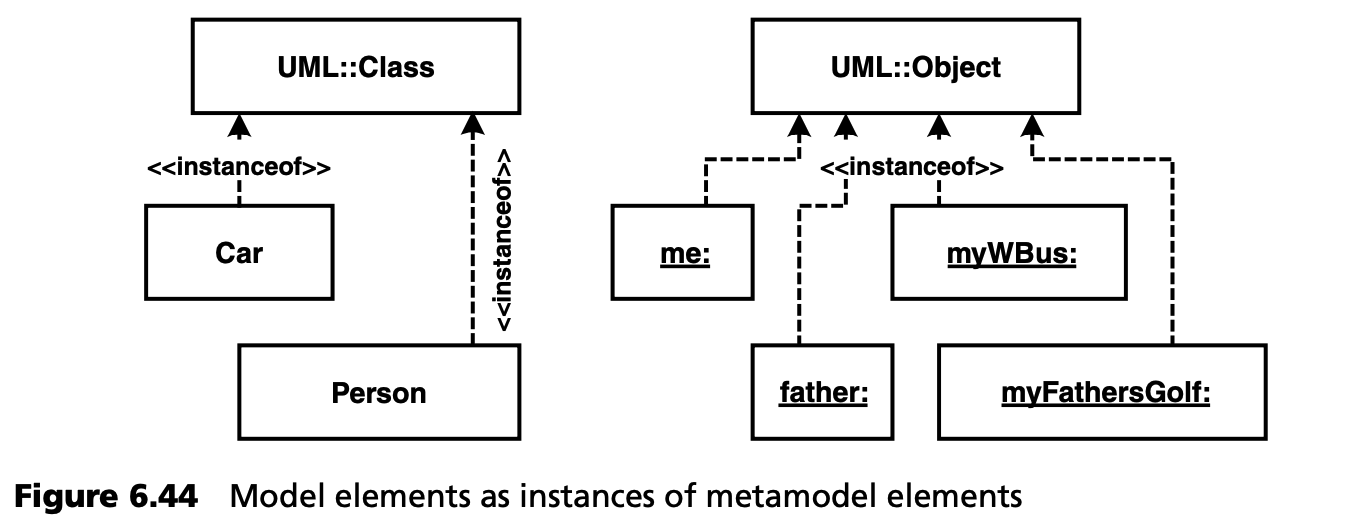 UML::Class
UML::Object
<<instanceof>>
<<instanceof>>
<<instanceof>>
Car
me:
myWBus:
Person
father:
myFathersGolf:
Figure 6.44 Model elements as instances of metamodel elements